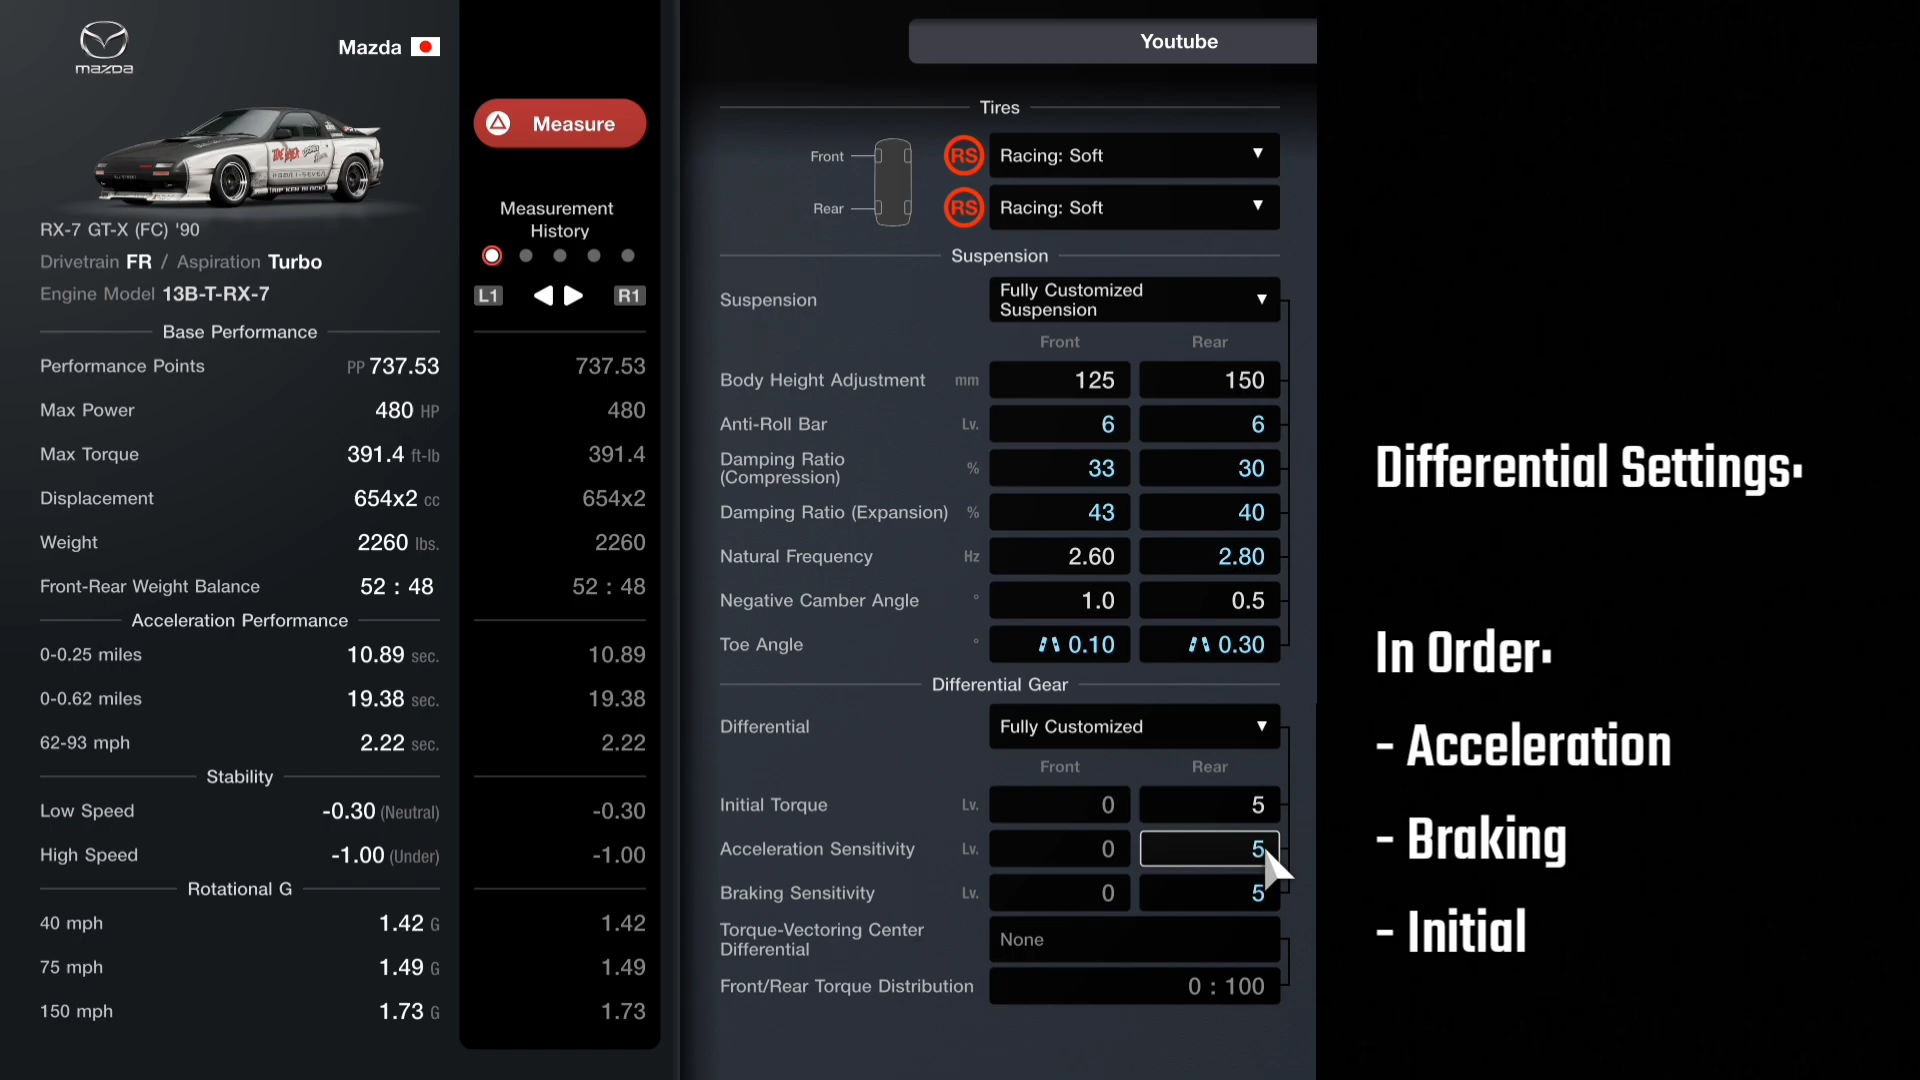 mazda
Mazda
RX-7 GT-X (FC) '90
Drivetrain FR / Aspiration Turbo
Engine Model 13B-T-RX-7
Base Performance
Performance Points PP 737.53
Max Power 480 HP
Max Torque 391.4 ft-lb
Displacement 654x2 cc
Weight 2260 lbs.
Front-Rear Weight Balance 52 : 48
Acceleration Performance
0-0.25 miles 10.89 sec.
0-0.62 miles 19.38 sec.
62-93 mph 2.22 sec.
Stability
Low Speed -0.30 (Neutral)
High Speed -1.00 (Under)
Rotational G
40 mph 1.42 G
75 mph 1.49 G
150 mph 1.73 G
Measure
Measurement
History
L1 R1
737.53
480
391.4
654x2
2260
52 : 48
10.89
19.38
2.22
-0.30
-1.00
1.42
1.49
1.73
Youtube
Tires
Front RS Racing: Soft
Rear RS Racing: Soft
Suspension
Suspension Fully Customized
Suspension
Front Rear
Body Height Adjustment mm 125 150
Anti-Roll Bar Lv. 6 6
Damping Ratio
(Compression) % 33 30
Damping Ratio (Expansion) % 43 40
Natural Frequency Hz 2.60 2.80
Negative Camber Angle ° 1.0 0.5
Toe Angle ° 0.10 0.30
Differential Gear
Differential Fully Customized
Front Rear
Initial Torque Lv. 0 5
Acceleration Sensitivity Lv. 0 5
Braking Sensitivity Lv. 0 5
Torque-Vectoring Center
Differential None
Front/Rear Torque Distribution 0 : 100
Differential Settings:
In Order:
- Acceleration
- Braking
- Initial